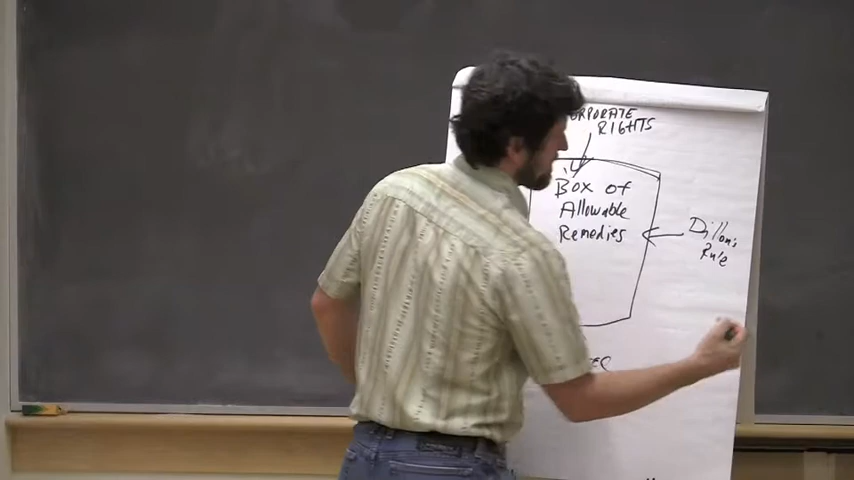 RIGHTS
Box of
Allowable
Remedies
Dillon's
Rule